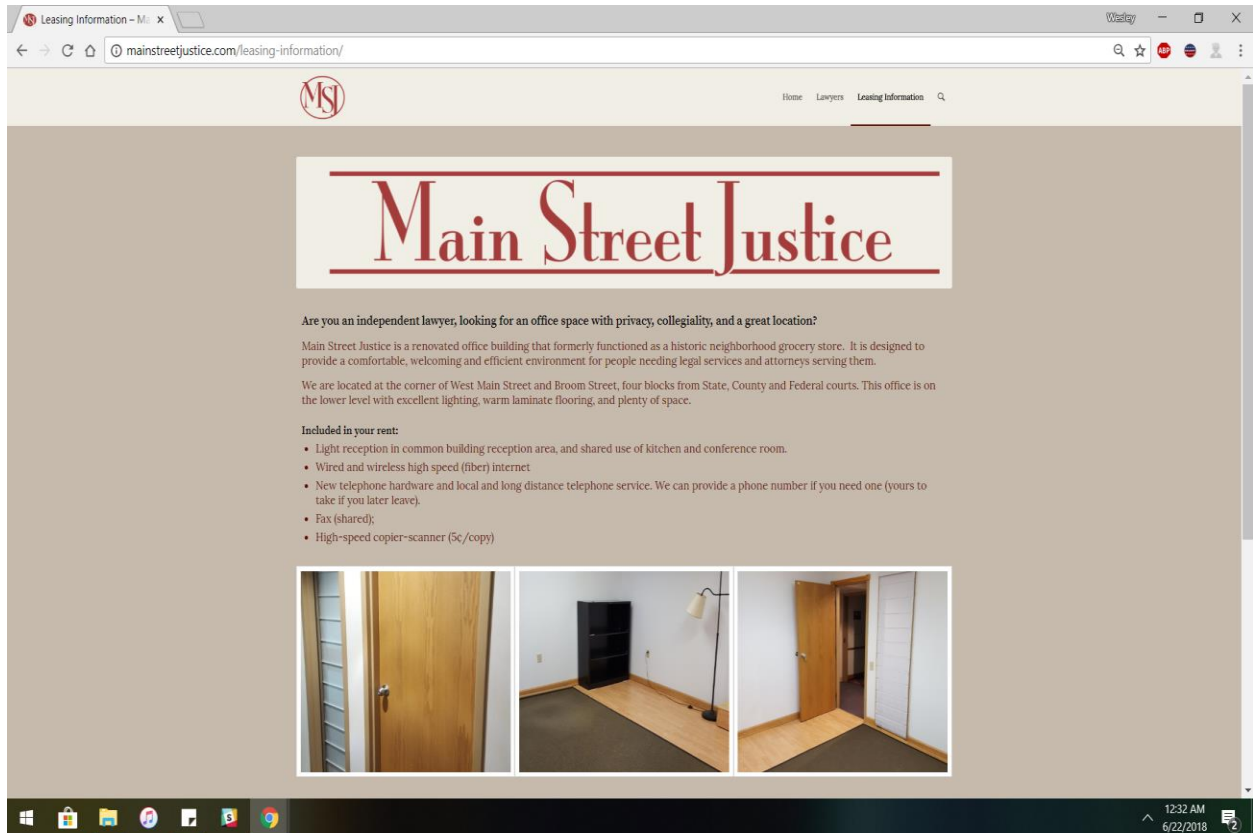 Leasing Information – Ma
Wesley
mainstreetjustice.com/leasing-information/
ABP
MSJ
Home Lawyers Leasing Information
Main Street Justice
Are you an independent lawyer, looking for an office space with privacy, collegiality, and a great location?
Main Street Justice is a renovated office building that formerly functioned as a historic neighborhood grocery store. It is designed to
provide a comfortable, welcoming and efficient environment for people needing legal services and attorneys serving them.
We are located at the corner of West Main Street and Broom Street, four blocks from State, County and Federal courts. This office is on
the lower level with excellent lighting, warm laminate flooring, and plenty of space.
Included in your rent:
• Light reception in common building reception area, and shared use of kitchen and conference room.
• Wired and wireless high speed (fiber) internet
• New telephone hardware and local and long distance telephone service. We can provide a phone number if you need one (yours to
take if you later leave).
• Fax (shared);
• High-speed copier-scanner (5c/copy)
12:32 AM
6/22/2018
2